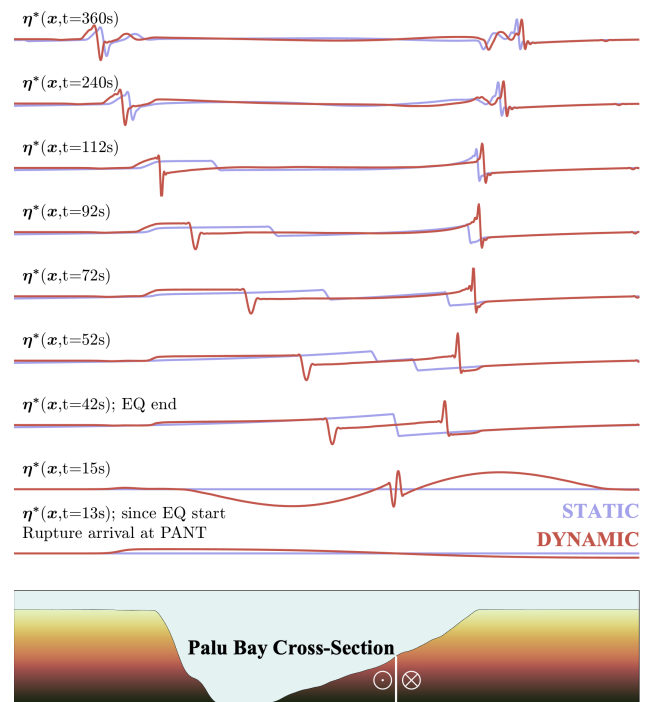 η*(x,t=360s)
η*(x,t=240s)
η*(x,t=112s)
η*(x,t=92s)
η*(x,t=72s)
η*(x,t=52s)
η*(x,t=42s); EQ end
η*(x,t=15s)
STATIC
η*(x,t=13s); since EQ start
Rupture arrival at PANT
DYNAMIC
Palu Bay Cross-Section